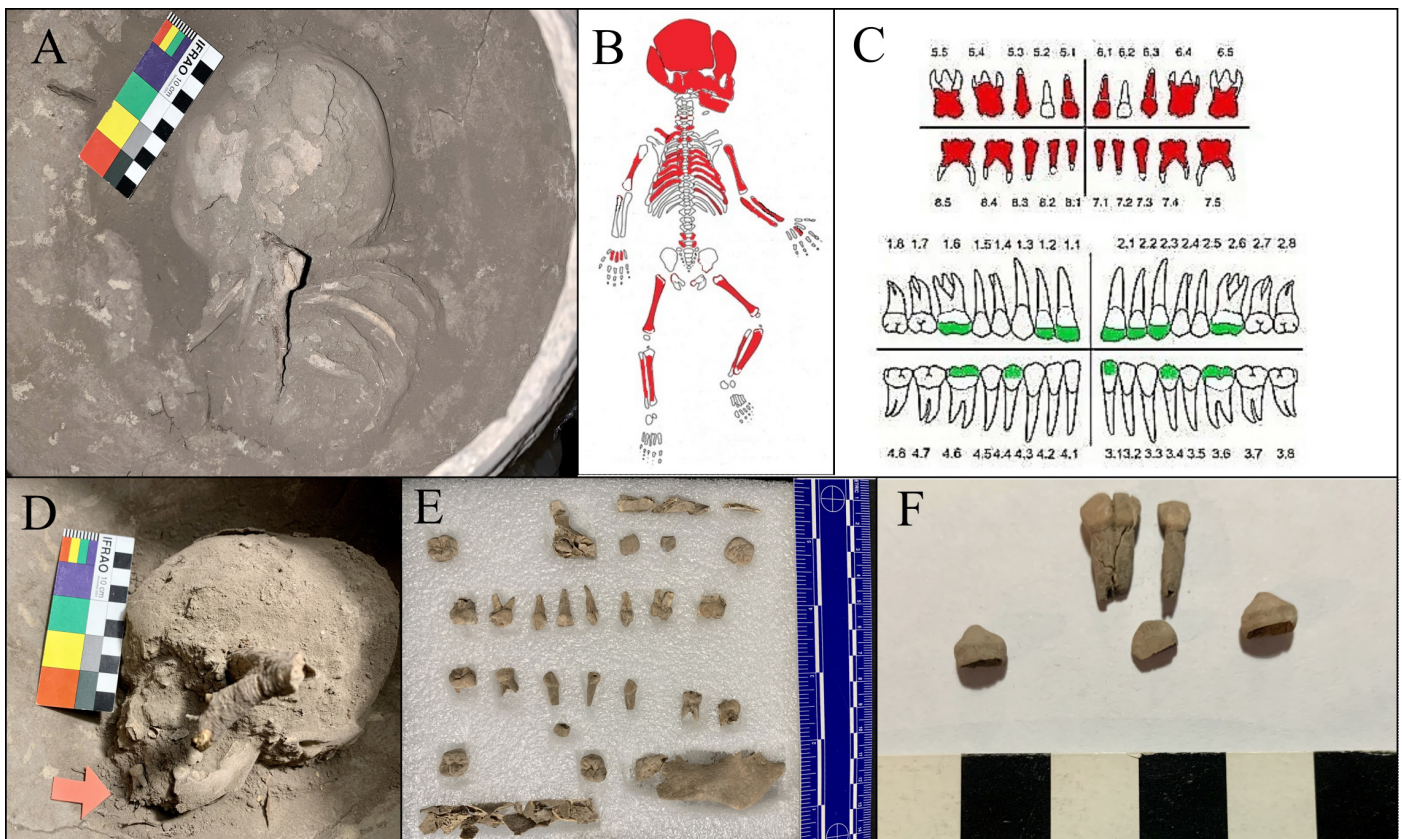 A
IFRAO
10 cm
B
C
5.5 5.4 5.3 5.2 5.1 6.1 6.2 6.3 6.4 6.5
8.5 8.4 8.3 8.2 8.1 7.1 7.2 7.3 7.4 7.5
1.8 1.7 1.6 1.5 1.4 1.3 1.2 1.1 2.1 2.2 2.3 2.4 2.5 2.6 2.7 2.8
4.8 4.7 4.6 4.5 4.4 4.3 4.2 4.1 3.1 3.2 3.3 3.4 3.5 3.6 3.7 3.8
D
IFRAO
10 cm
E
F